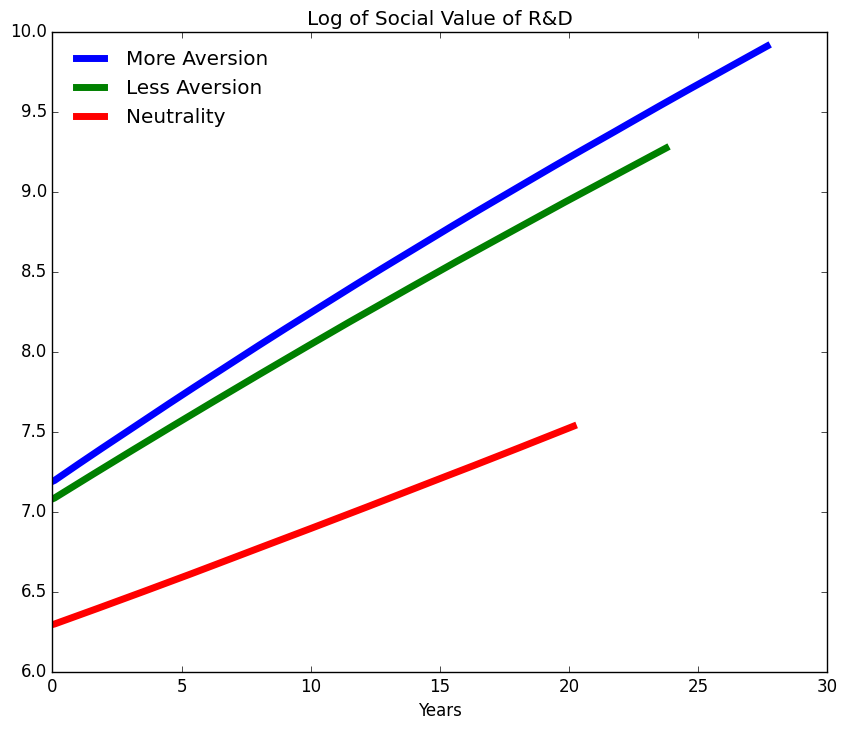 Log of Social Value of R&D
10.0
9.5
9.0
8.5
8.0
7.5
7.0
6.5
6.0
More Aversion
Less Aversion
Neutrality
0 5 10 15 20 25 30
Years